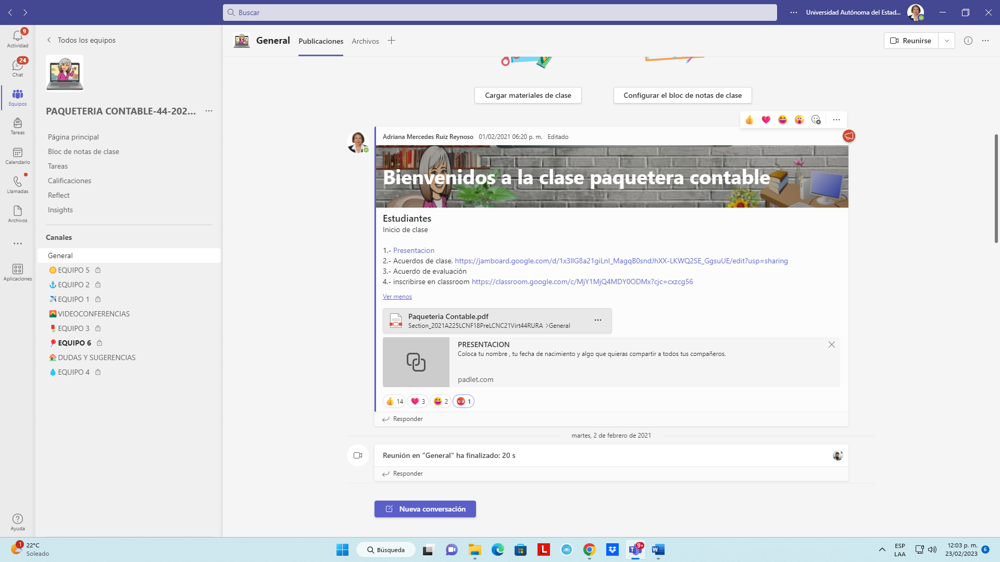 Buscar
Universidad Autónoma del Estad...
9
Actividad
24
Chat
Equipos
Tareas
Calendario
Llamadas
Archivos
Aplicaciones
Ayuda
Todos los equipos
PAQUETERIA CONTABLE-44-202...
Página principal
Bloc de notas de clase
Tareas
Calificaciones
Reflect
Insights
Canales
General
EQUIPO 5
EQUIPO 2
EQUIPO 1
VIDEOCONFERENCIAS
EQUIPO 3
EQUIPO 6
DUDAS Y SUGERENCIAS
EQUIPO 4
General Publicaciones Archivos
Reunirse
Cargar materiales de clase
Configurar el bloc de notas de clase
Adriana Mercedes Ruiz Reynoso 01/02/2021 06:20 p. m. Editado
Bienvenidos a la clase paquetera contable
Estudiantes
Inicio de clase
1.- Presentacion
2.- Acuerdos de clase. https://jamboard.google.com/d/1x3lIG8a21giLnI_MagqB0sndJhXX-LKWQ2SE_GgsuUE/edit?usp=sharing
3.- Acuerdo de evaluación
4.- inscribirse en classroom https://classroom.google.com/c/MjY1MjQ4MDY0ODMx?cjc=cxzcg56
Ver menos
Paqueteria Contable.pdf
Section_2021A225LCNF18PreLCNC21Virt44RURA >General
PRESENTACION
Coloca tu nombre , tu fecha de nacimiento y algo que quieras compartir a todos tus compañeros.
padlet.com
14 3 2 1
Responder
martes, 2 de febrero de 2021
Reunión en "General" ha finalizado: 20 s
Responder
Nueva conversación
1
22°C
Soleado
Búsqueda
L
9+
W
ESP
LAA
12:03 p. m.
23/02/2023
6